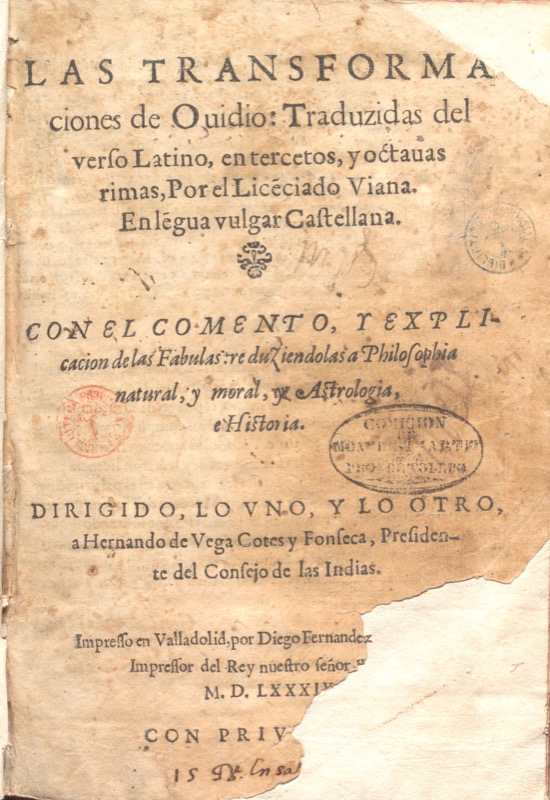 LAS TRANSFORMA
ciones de Ouidio: Traduzidas del
verſo Latino, en tercetos, y octauas
rimas, Por el Licẽciado Viana.
En lẽgua vulgar Caſtellana.
CON EL COMENTO, Y EXPLI-
cacion de las Fabulas: reduziendolas a Philoſophia
natural, y moral, y Aſtrologia,
e Hiſtoria.
COMISION
DIRIGIDO, LO VNO, Y LO OTRO,
a Hernando de Vega Cotes y Fonſeca, Preſiden-
te del Conſejo de las Indias.
Impreſſo en Valladolid, por Diego Fernandez
Impreſſor del Rey nueſtro ſeñor
M. D. LXXXIX
CON PRIV